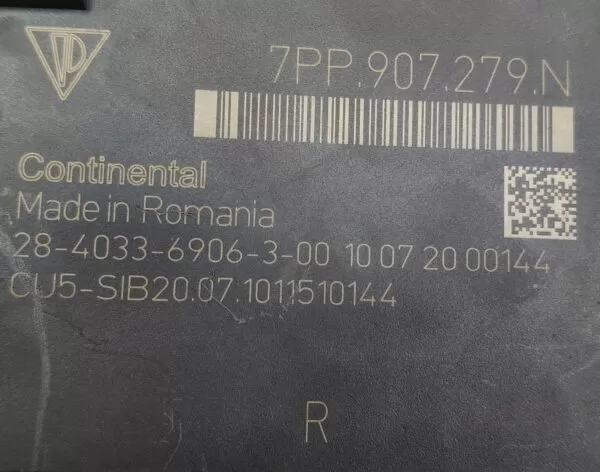 7PP.907.279.N
Continental
Made in Romania
28-4033-6906-3-00 10 07 20 00144
CU5-SIB20.07.1011510144
R